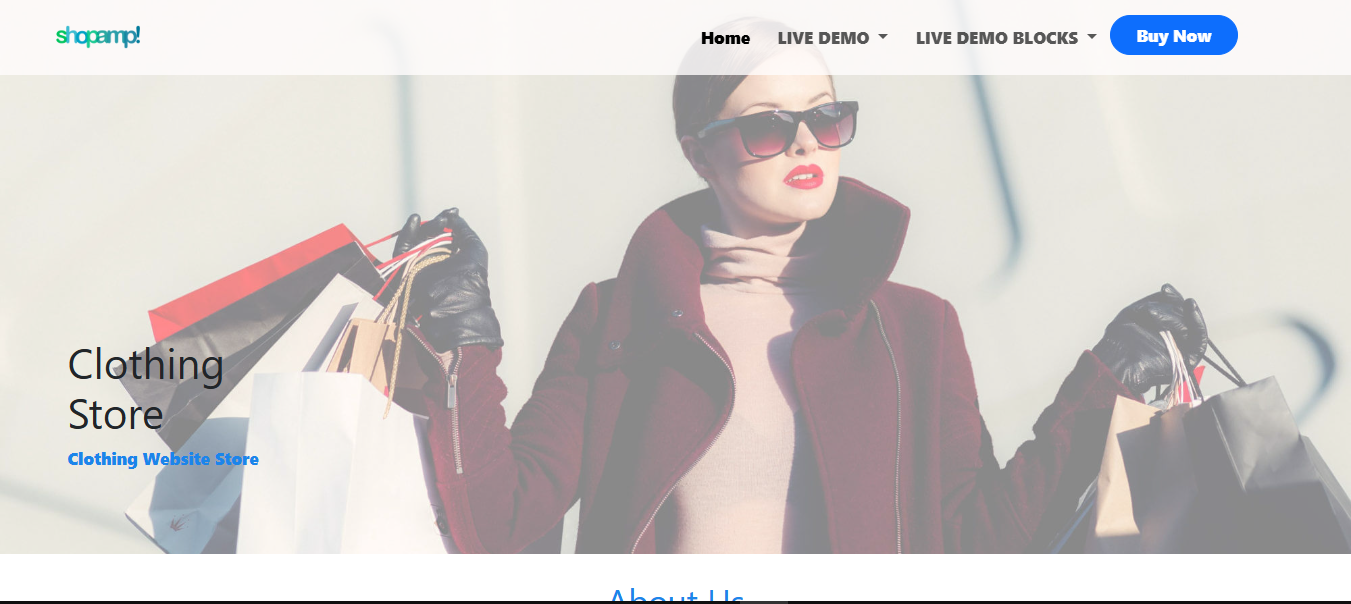 shopamp!
Home LIVE DEMO LIVE DEMO BLOCKS Buy Now
Clothing
Store
Clothing Website Store
About Us